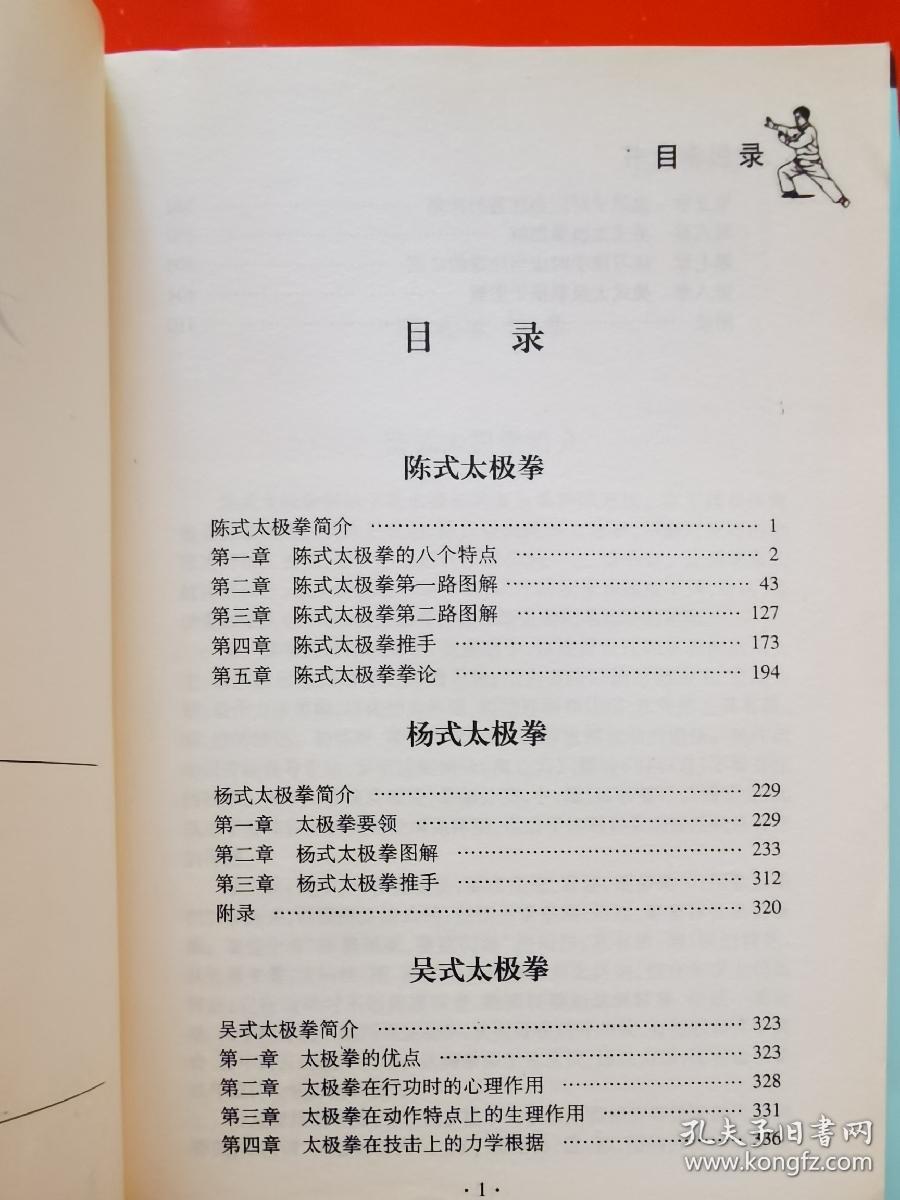 目 录
目 录
陈式太极拳
陈式太极拳简介 ………………………………………………… 1
第一章 陈式太极拳的八个特点 ………………………………… 2
第二章 陈式太极拳第一路图解 ………………………………… 43
第三章 陈式太极拳第二路图解 ………………………………… 127
第四章 陈式太极拳推手 ………………………………………… 173
第五章 陈式太极拳拳论 ………………………………………… 194
杨式太极拳
杨式太极拳简介 ………………………………………………… 229
第一章 太极拳要领 ……………………………………………… 229
第二章 杨式太极拳图解 ………………………………………… 233
第三章 杨式太极拳推手 ………………………………………… 312
附录 ……………………………………………………………… 320
吴式太极拳
吴式太极拳简介 ………………………………………………… 323
第一章 太极拳的优点 …………………………………………… 323
第二章 太极拳在行功时的心理作用 …………………………… 328
第三章 太极拳在动作特点上的生理作用 ……………………… 331
第四章 太极拳在技击上的力学根据 …………………………… 336
· 1 ·
孔夫子旧书网
www.kongfz.com